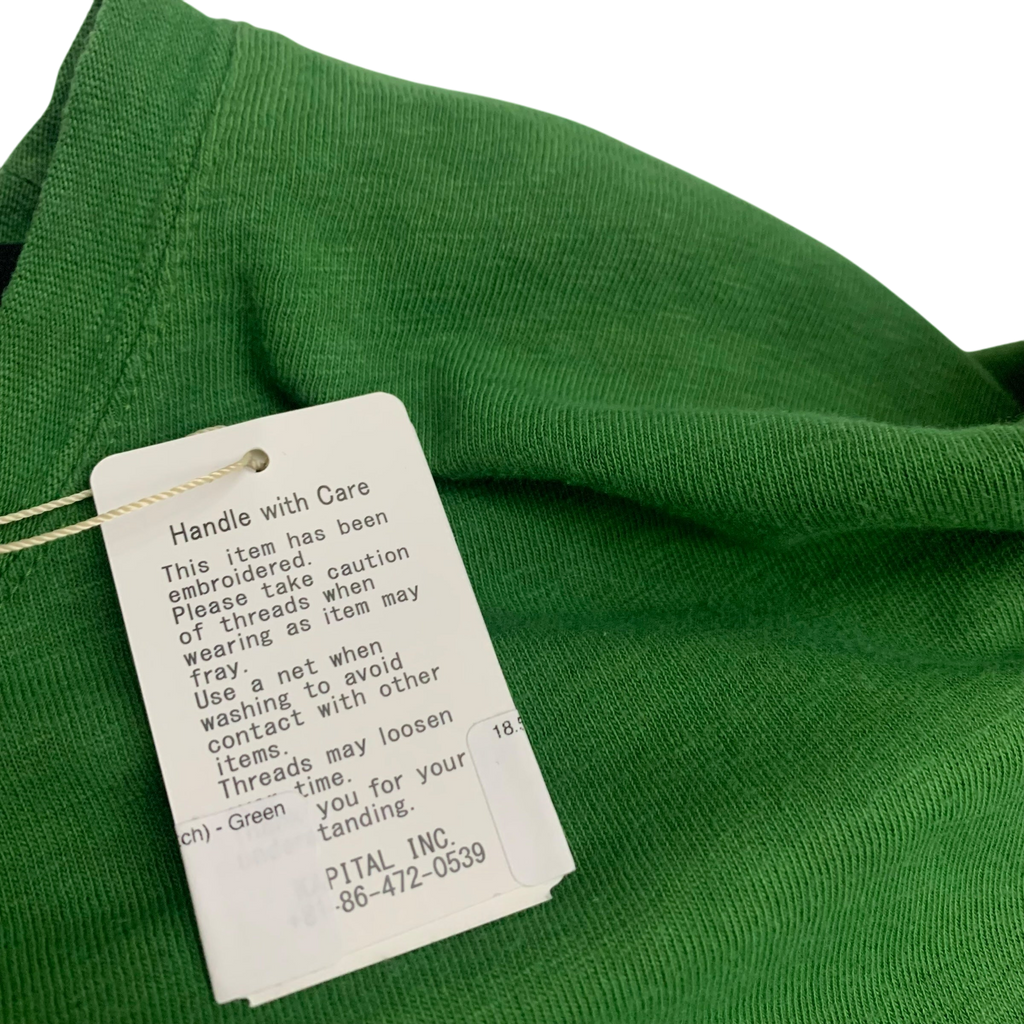 Handle with Care
This item has been
embroidered.
Please take caution
of threads when
wearing as item may
fray.
Use a net when
washing to avoid
contact with other
items.
Threads may loosen
time.
you for your
tanding.
PITAL INC.
-86-472-0539
ch) - Green
18.5